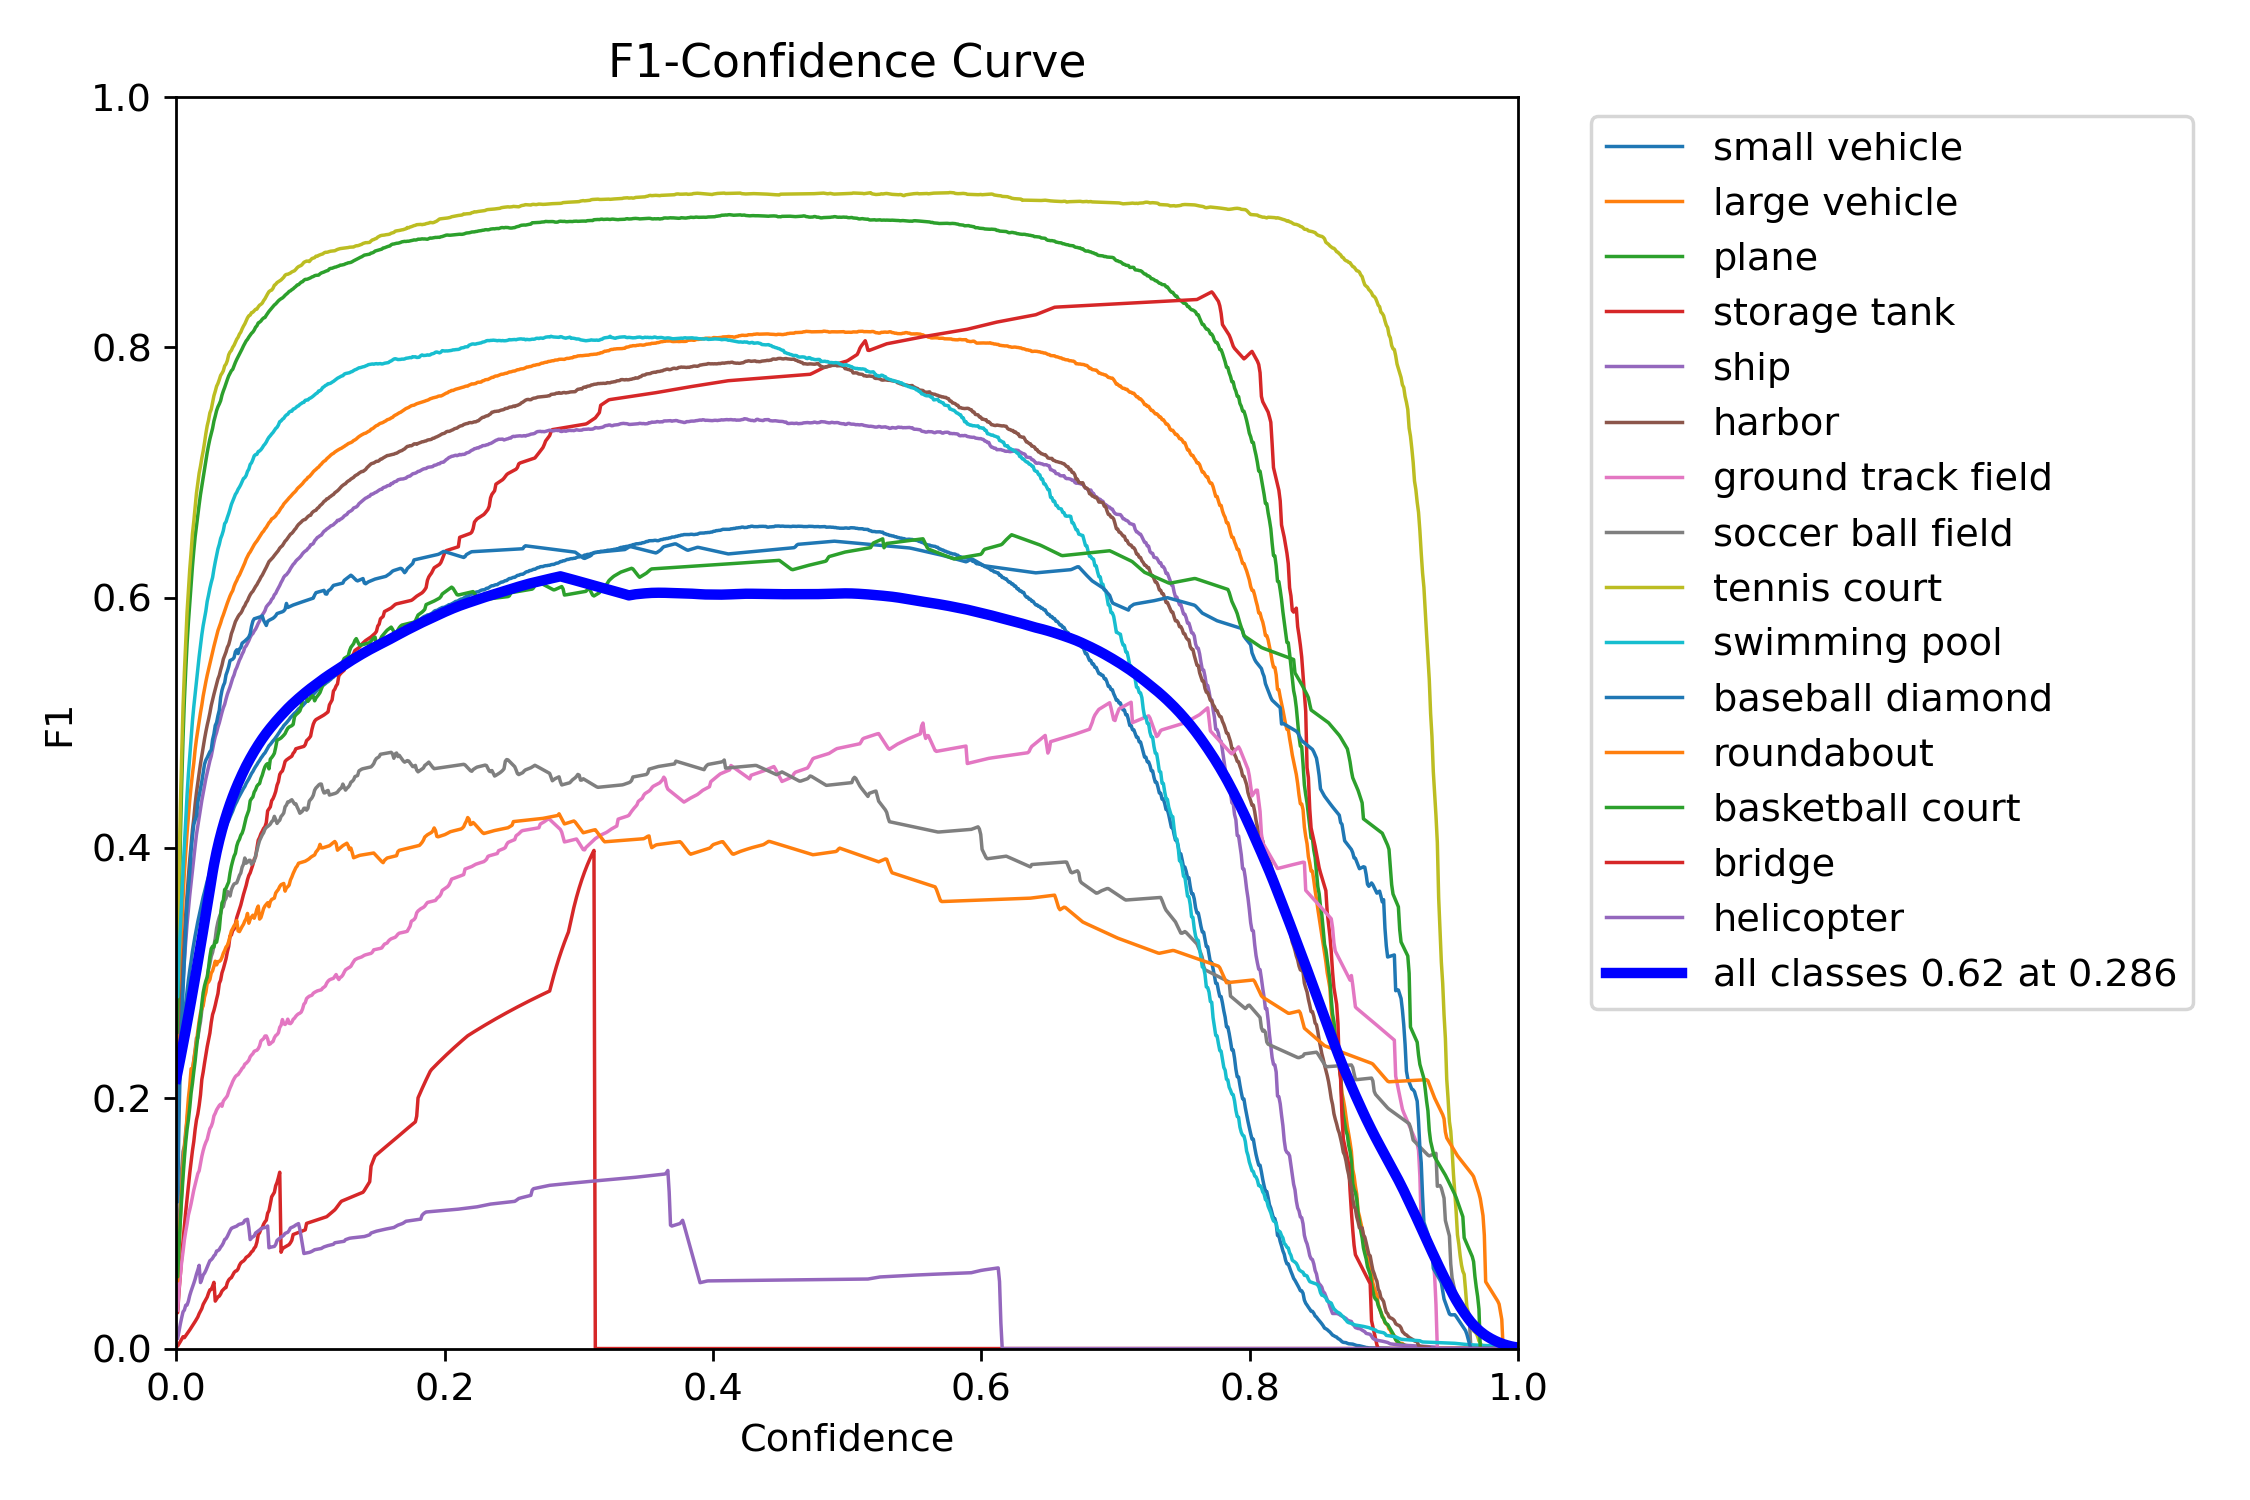 F1-Confidence Curve
1.0
0.8
0.6
0.4
0.2
0.0
F1
0.0 0.2 0.4 0.6 0.8 1.0
Confidence
small vehicle
large vehicle
plane
storage tank
ship
harbor
ground track field
soccer ball field
tennis court
swimming pool
baseball diamond
roundabout
basketball court
bridge
helicopter
all classes 0.62 at 0.286